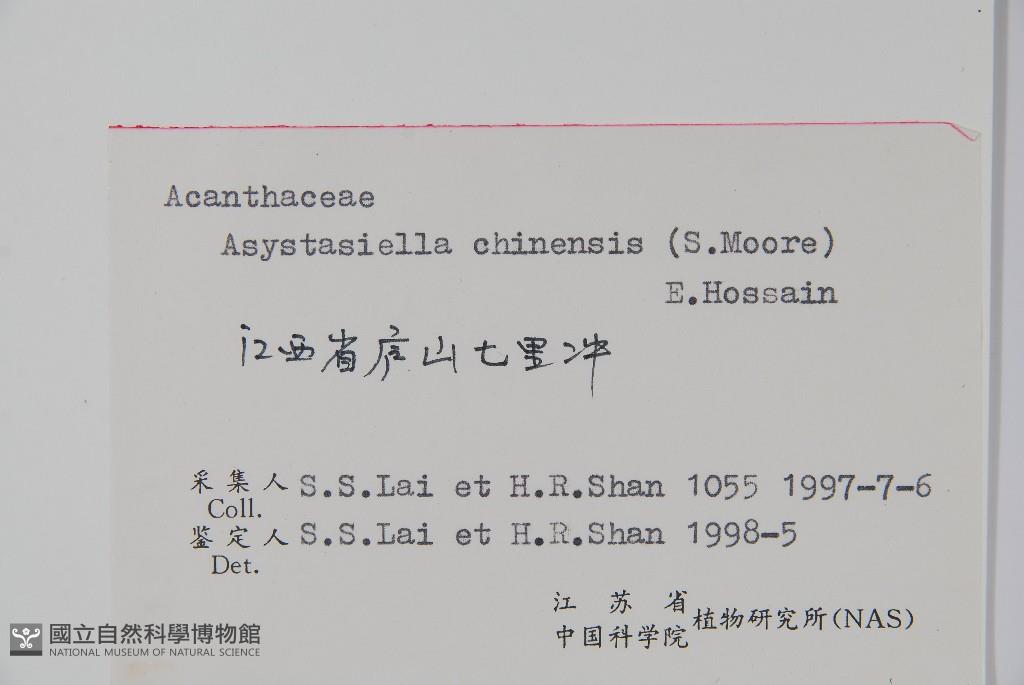 Acanthaceae
Asystasiella chinensis (S.Moore)
E.Hossain
江西省庐山七里冲
采集人 S.S.Lai et H.R.Shan 1055 1997-7-6
Coll.
鉴定人 S.S.Lai et H.R.Shan 1998-5
Det.
江苏省
中国科学院 植物研究所(NAS)
國立自然科學博物館
NATIONAL MUSEUM OF NATURAL SCIENCE